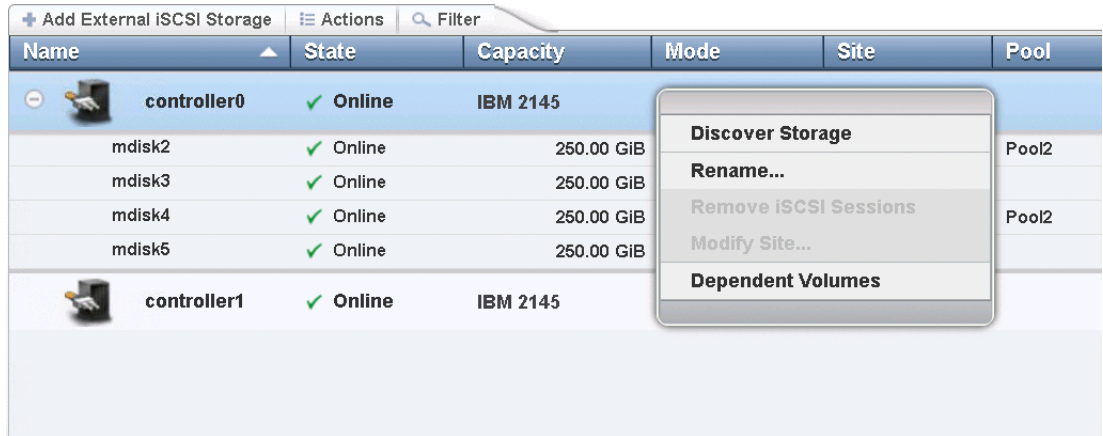 Add External iSCSI Storage Actions Filter
Name State Capacity Mode Site Pool
controller0 Online IBM 2145
Discover Storage
mdisk2 Online 250.00 GiB Pool2
Rename...
mdisk3 Online 250.00 GiB
Remove iSCSI Sessions
mdisk4 Online 250.00 GiB Pool2
Modify Site...
mdisk5 Online 250.00 GiB
Dependent Volumes
controller1 Online IBM 2145